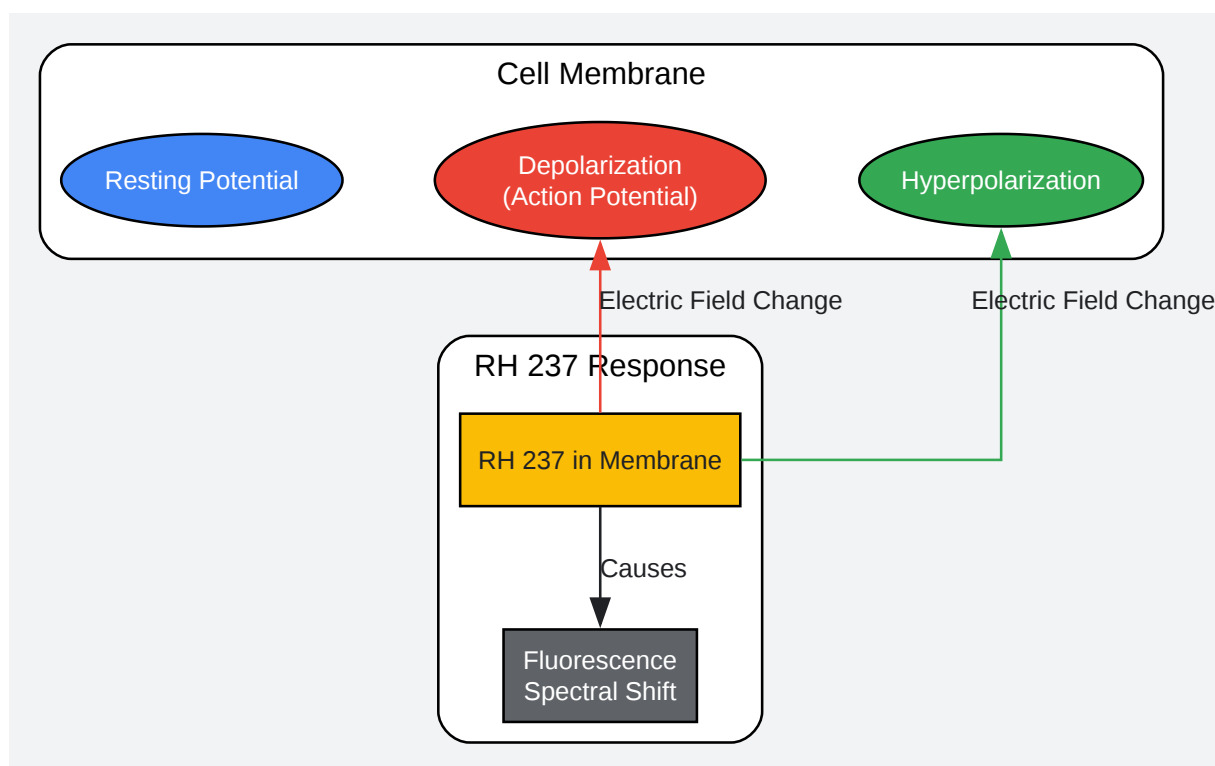 Cell Membrane
Resting Potential
Depolarization
(Action Potential)
Hyperpolarization
Electric Field Change
Electric Field Change
RH 237 Response
RH 237 in Membrane
Causes
Fluorescence
Spectral Shift